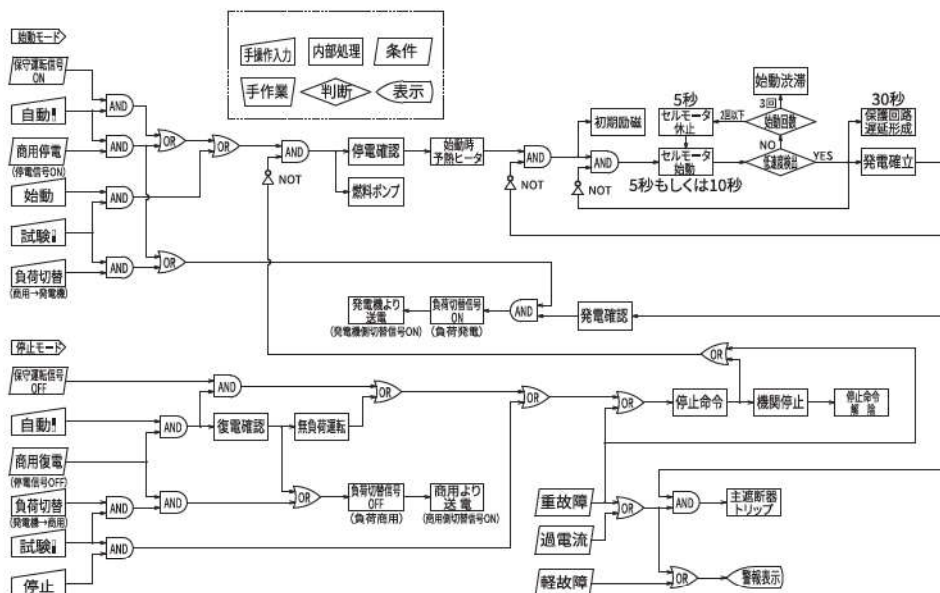 始動モード
手操作入力
内部処理
条件
手作業
判断
表示
保守運転信号
ON
自動
商用停電
(停電信号ON)
始動
試験
負荷切替
(商用→発電機)
AND
AND
OR
OR
AND
AND
OR
AND
NOT
停電確認
燃料ポンプ
始動時
予熱ヒータ
AND
NOT
初期励磁
AND
NOT
5秒
セルモータ
休止
セルモータ
始動
5秒もしくは10秒
始動渋滞
3回
2回以下
始動回数
NO
低速度検出
YES
30秒
保護回路
遅延形成
発電確立
発電機より
送電
(発電機側切替信号ON)
負荷切替信号
ON
(負荷発電)
AND
発電確認
停止モード
保守運転信号
OFF
自動
商用復電
(停電信号OFF)
負荷切替
(発電機→商用)
試験
停止
AND
AND
AND
AND
AND
復電確認
無負荷運転
OR
OR
負荷切替信号
OFF
(負荷商用)
商用より
送電
(商用側切替信号ON)
OR
OR
OR
停止命令
機関停止
停止命令
解 除
重故障
過電流
軽故障
OR
AND
主遮断器
トリップ
OR
警報表示